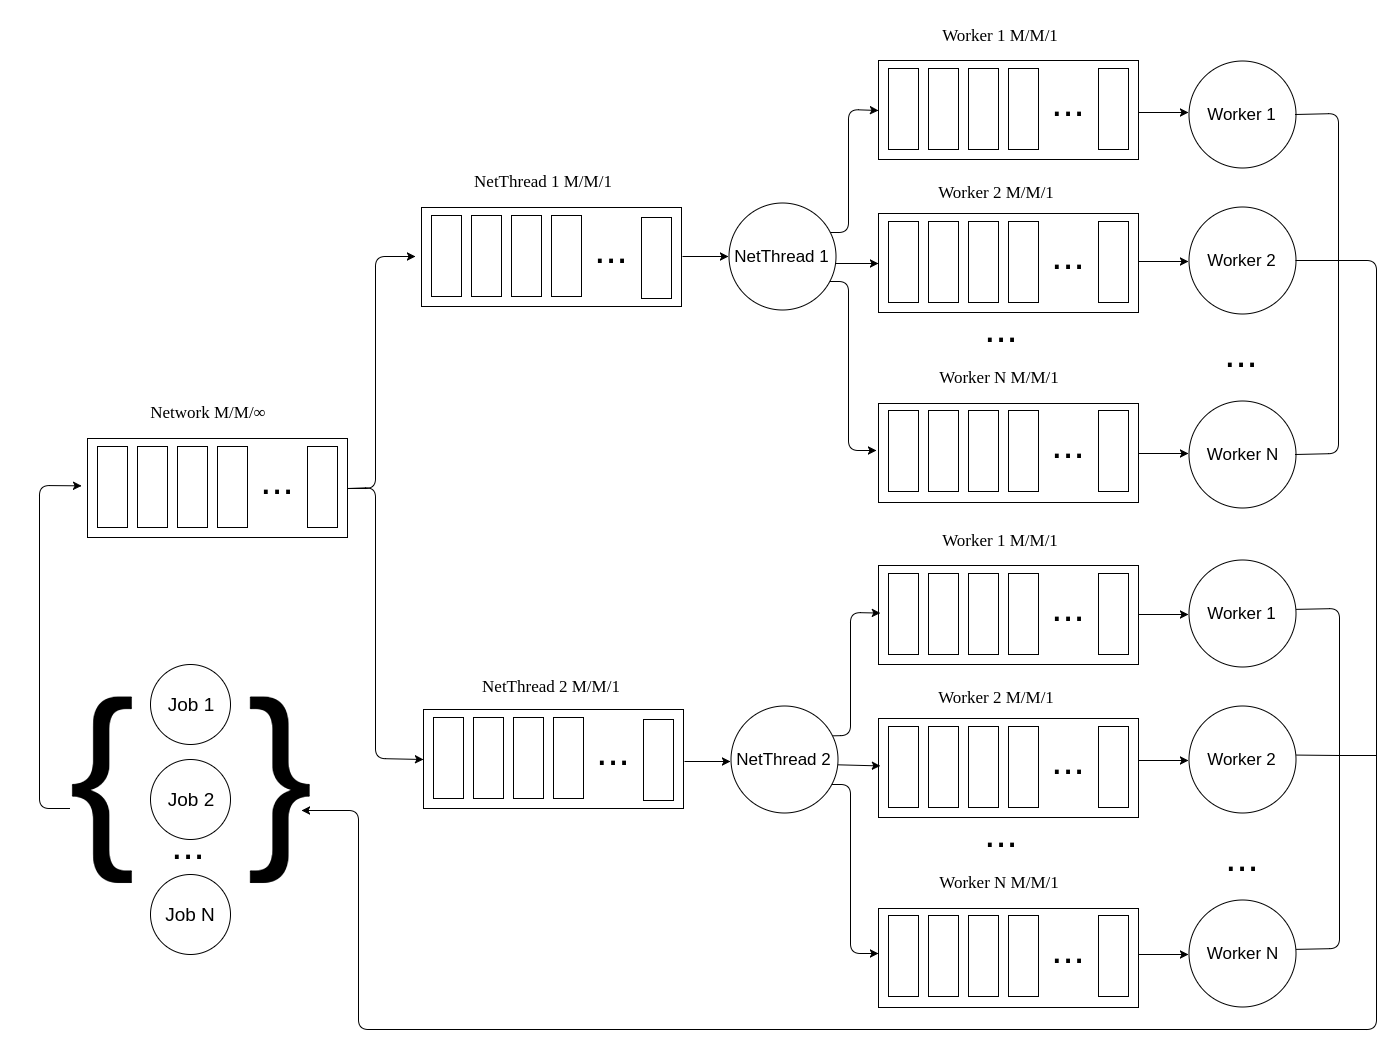 Worker 1 M/M/1
Worker 1
...
NetThread 1 M/M/1
Worker 2 M/M/1
NetThread 1
...
Worker 2
...
...
Worker N M/M/1
...
Network M/M/∞
...
Worker N
...
Worker 1 M/M/1
...
Worker 1
NetThread 2 M/M/1
Worker 2 M/M/1
Job 1
...
NetThread 2
...
Worker 2
Job 2
...
...
...
Worker N M/M/1
Job N
...
Worker N